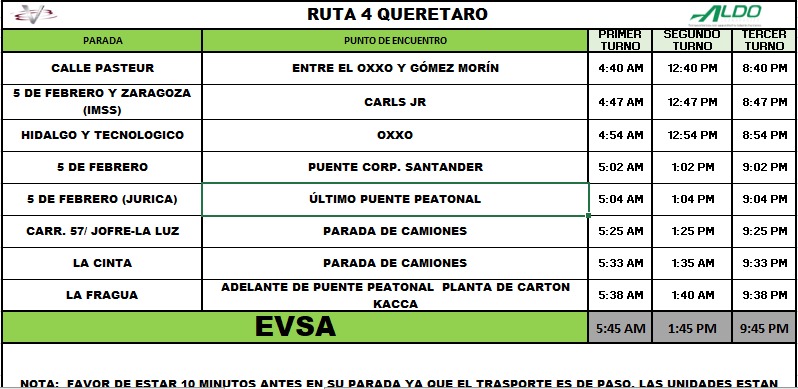 RUTA 4 QUERETARO
ALDO
PARADA PUNTO DE ENCUENTRO PRIMER TURNO SEGUNDO TURNO TERCER TURNO
CALLE PASTEUR ENTRE EL OXXO Y GÓMEZ MORÍN 4:40 AM 12:40 PM 8:40 PM
5 DE FEBRERO Y ZARAGOZA (IMSS) CARLS JR 4:47 AM 12:47 PM 8:47 PM
HIDALGO Y TECNOLOGICO OXXO 4:54 AM 12:54 PM 8:54 PM
5 DE FEBRERO PUENTE CORP. SANTANDER 5:02 AM 1:02 PM 9:02 PM
5 DE FEBRERO (JURICA) ÚLTIMO PUENTE PEATONAL 5:04 AM 1:04 PM 9:04 PM
CARR. 57/ JOFRE-LA LUZ PARADA DE CAMIONES 5:25 AM 1:25 PM 9:25 PM
LA CINTA PARADA DE CAMIONES 5:33 AM 1:35 AM 9:33 PM
LA FRAGUA ADELANTE DE PUENTE PEATONAL PLANTA DE CARTON KACCA 5:38 AM 1:40 AM 9:38 PM
EVSA 5:45 AM 1:45 PM 9:45 PM
NOTA: FAVOR DE ESTAR 10 MINUTOS ANTES EN SU PARADA YA QUE EL TRASPORTE ES DE PASO, LAS UNIDADES ESTAN